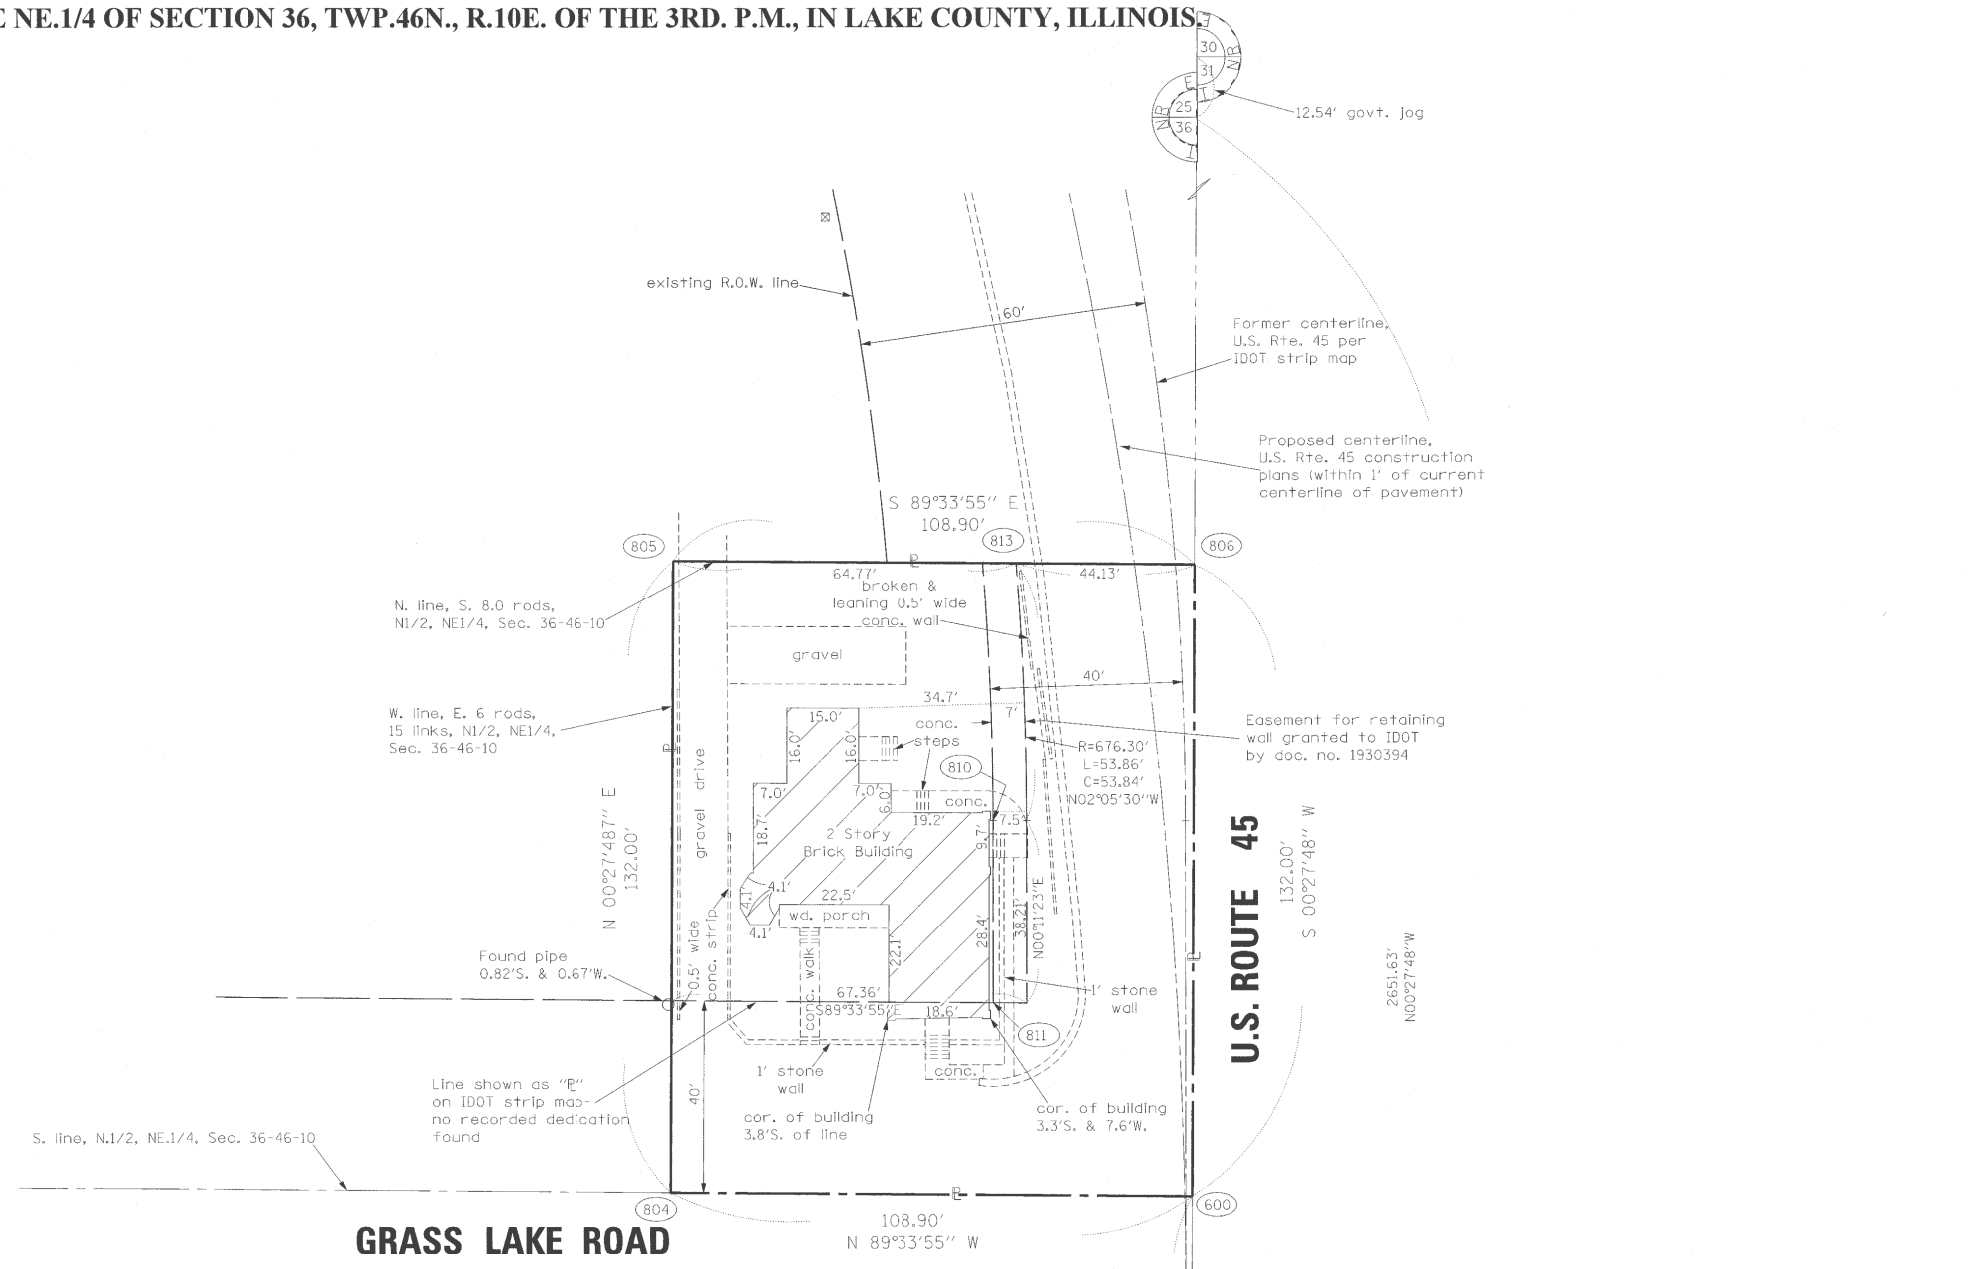 NE.1/4 OF SECTION 36, TWP.46N., R.10E. OF THE 3RD. P.M., IN LAKE COUNTY, ILLINOIS.
30
31
25
36
12.54' govt. jog
existing R.O.W. line
60'
Former centerline,
U.S. Rte. 45 per
IDOT strip map
Proposed centerline,
U.S. Rte. 45 construction
plans (within 1' of current
centerline of pavement)
S 89°33'55" E
108.90'
805
813
806
64.77'
44.13'
broken &
leaning 0.5' wide
conc. wall
N. line, S. 8.0 rods,
N1/2, NE1/4, Sec. 36-46-10
gravel
40'
34.7'
W. line, E. 6 rods,
15 links, N1/2, NE1/4,
Sec. 36-46-10
15.0'
16.0'
16.0'
conc.
steps
7'
Easement for retaining
wall granted to IDOT
by doc. no. 1930394
R=676.30'
L=53.86'
C=53.84'
N02°05'30"W
810
gravel drive
7.0'
7.0'
6.0'
conc.
19.2'
7.5'
18.7'
9.7'
2 Story
Brick Building
N 00°27'487" E
132.00'
U.S. ROUTE 45
132.00'
S 00°27'48" W
4.1'
4.1'
4.1'
22.5'
wd. porch
22.1
28.4'
38.21'
N00°11'23"E
0.5' wide
conc. strip
conc. walk
Found pipe
0.82'S. & 0.67'W.
2651.63'
N00°27'48"W
67.36'
S89°33'55"E
18.6'
1' stone
wall
811
1' stone
wall
conc.
40'
Line shown as "PL"
on IDOT strip map-
no recorded dedication
found
cor. of building
3.8'S. of line
cor. of building
3.3'S. & 7.6'W.
S. line, N.1/2, NE.1/4, Sec. 36-46-10
804
600
GRASS LAKE ROAD
108.90'
N 89°33'55" W